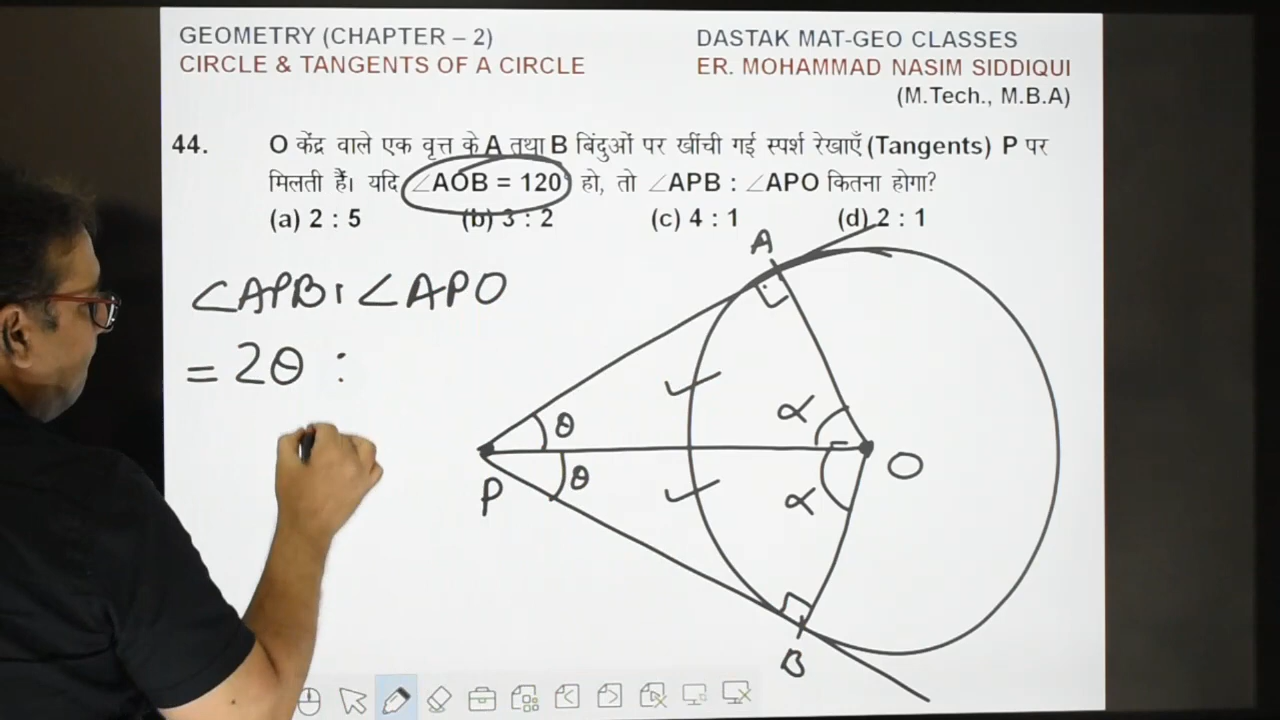 GEOMETRY (CHAPTER – 2)
CIRCLE & TANGENTS OF A CIRCLE
DASTAK MAT-GEO CLASSES
ER. MOHAMMAD NASIM SIDDIQUI
(M.Tech., M.B.A)
44. O केंद्र वाले एक वृत्त के A तथा B बिंदुओं पर खींची गई स्पर्श रेखाएँ (Tangents) P पर
मिलती हैं। यदि ∠AOB = 120 हो, तो ∠APB : ∠APO कितना होगा?
(a) 2 : 5 (b) 3 : 2 (c) 4 : 1 (d) 2 : 1
A
∠APB : ∠APO
= 2θ :
θ
α
P
θ
α
O
B